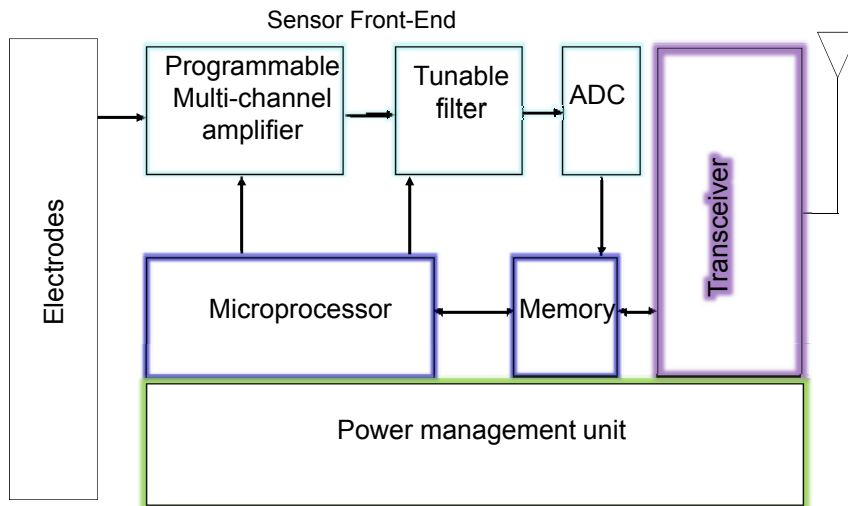 Sensor Front-End
Programmable
Multi-channel
amplifier
Tunable
filter
ADC
Transceiver
Electrodes
Microprocessor
Memory
Power management unit